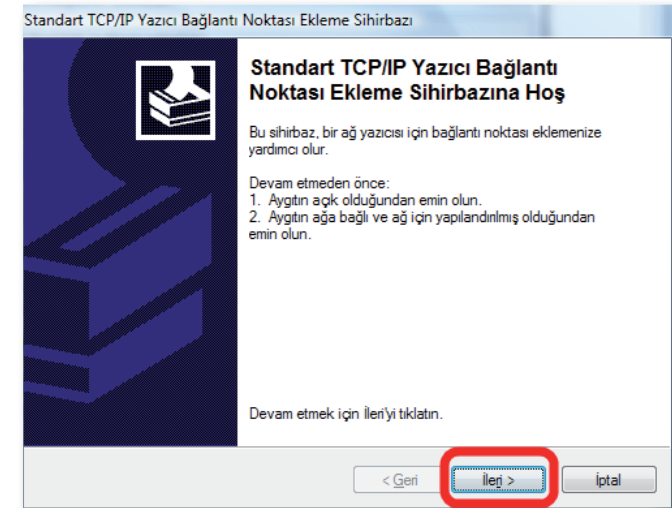 Standart TCP/IP Yazıcı Bağlantı Noktası Ekleme Sihirbazı
Standart TCP/IP Yazıcı Bağlantı
Noktası Ekleme Sihirbazına Hoş
Bu sihirbaz, bir ağ yazıcısı için bağlantı noktası eklemenize
yardımcı olur.
Devam etmeden önce:
1. Aygıtın açık olduğundan emin olun.
2. Aygıtın ağa bağlı ve ağ için yapılandırılmış olduğundan
emin olun.
Devam etmek için İleri'yi tıklatın.
< Geri
İleri >
İptal